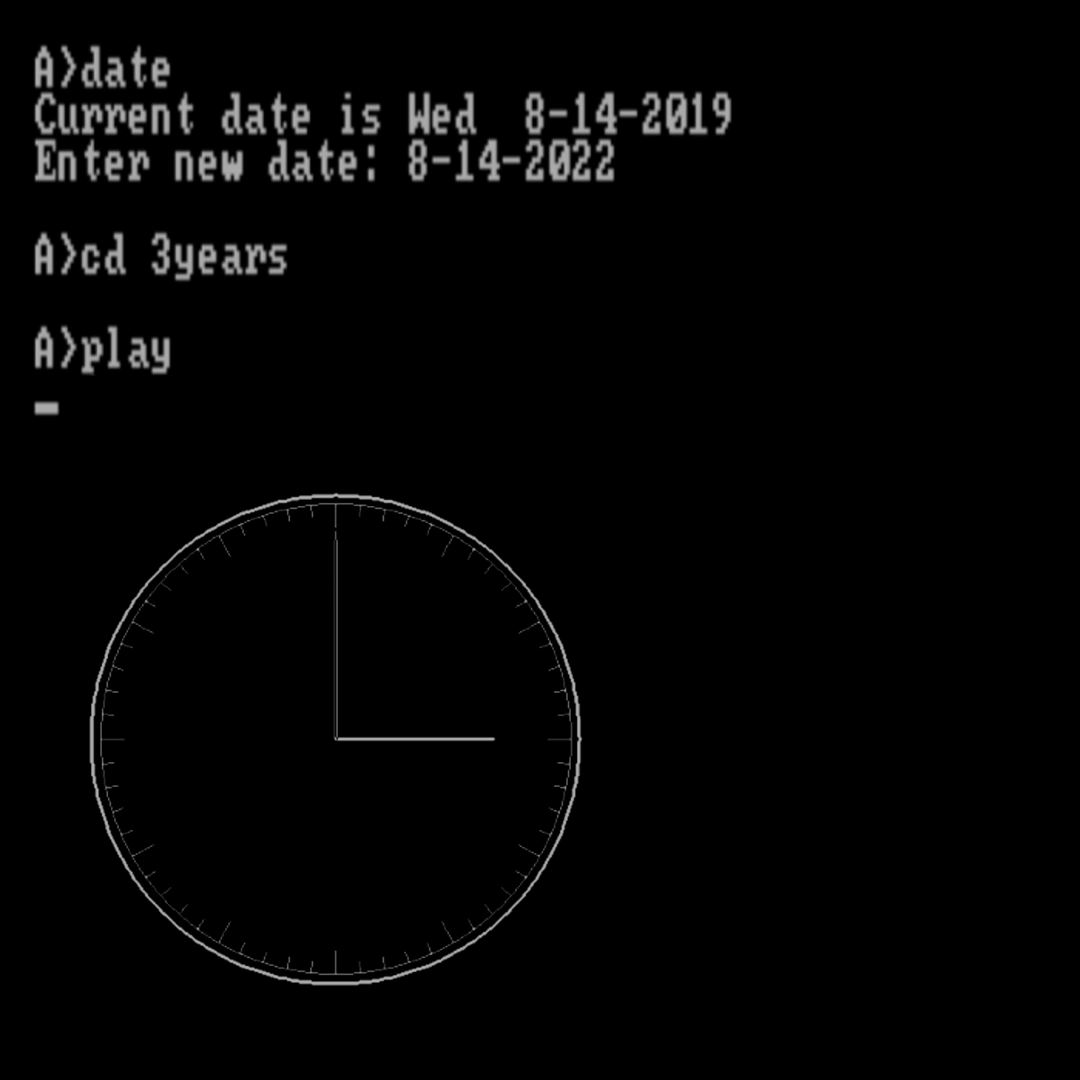 A>date
Current date is Wed  8-14-2019
Enter new date: 8-14-2022
A>cd 3years
A>play